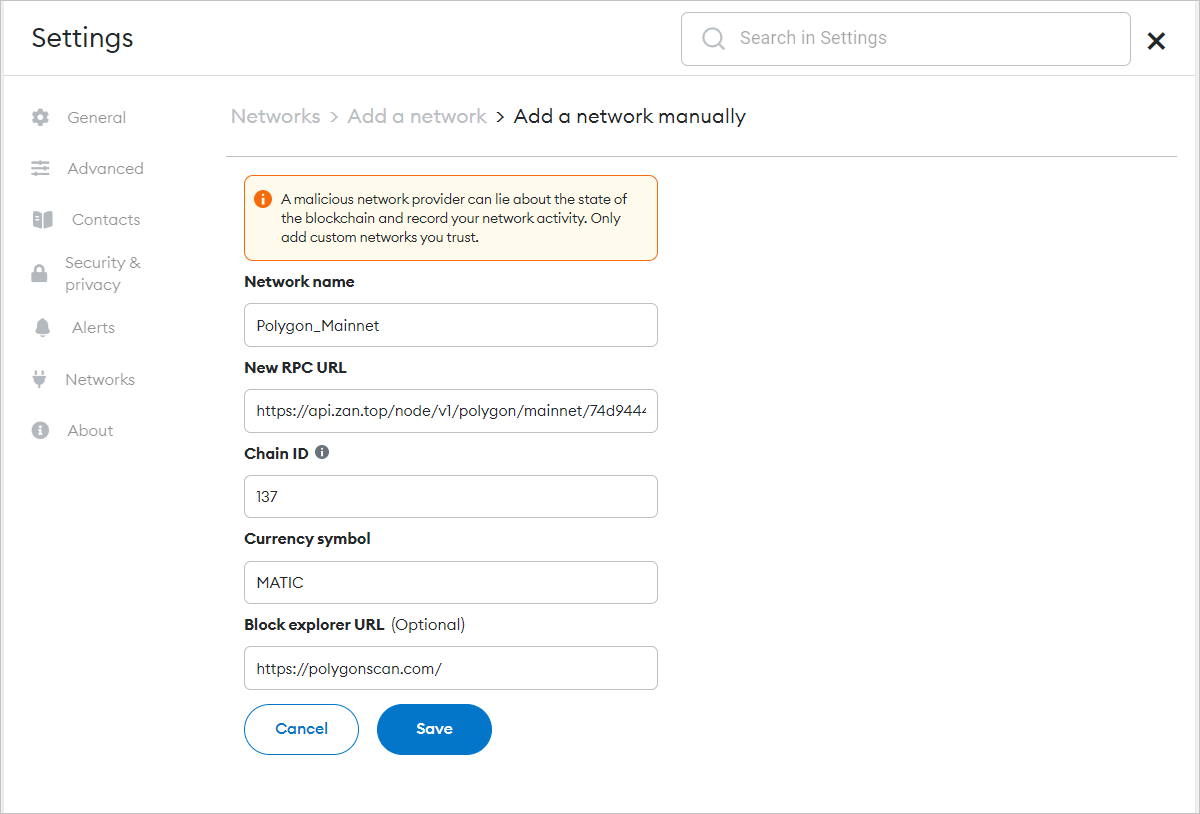 Settings
Search in Settings
General
Advanced
Contacts
Security &
privacy
Alerts
Networks
About
Networks > Add a network > Add a network manually
A malicious network provider can lie about the state of
the blockchain and record your network activity. Only
add custom networks you trust.
Network name
Polygon_Mainnet
New RPC URL
https://api.zan.top/node/v1/polygon/mainnet/74d944
Chain ID
137
Currency symbol
MATIC
Block explorer URL (Optional)
https://polygonscan.com/
Cancel
Save